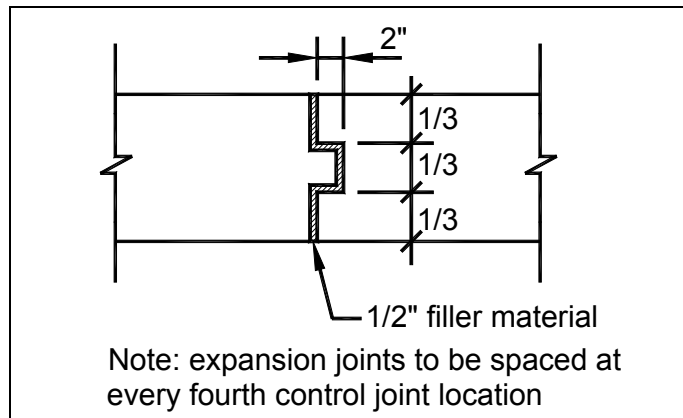 2"
1/3
1/3
1/3
1/2" filler material
Note: expansion joints to be spaced at
every fourth control joint location